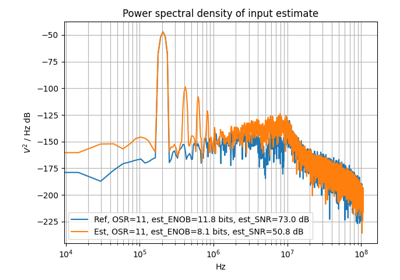 Power spectral density of input estimate
V² / Hz dB
−50
−75
−100
−125
−150
−175
−200
−225
Ref, OSR=11, est_ENOB=11.8 bits, est_SNR=73.0 dB
Est, OSR=11, est_ENOB=8.1 bits, est_SNR=50.8 dB
10⁴ 10⁵ 10⁶ 10⁷ 10⁸
Hz